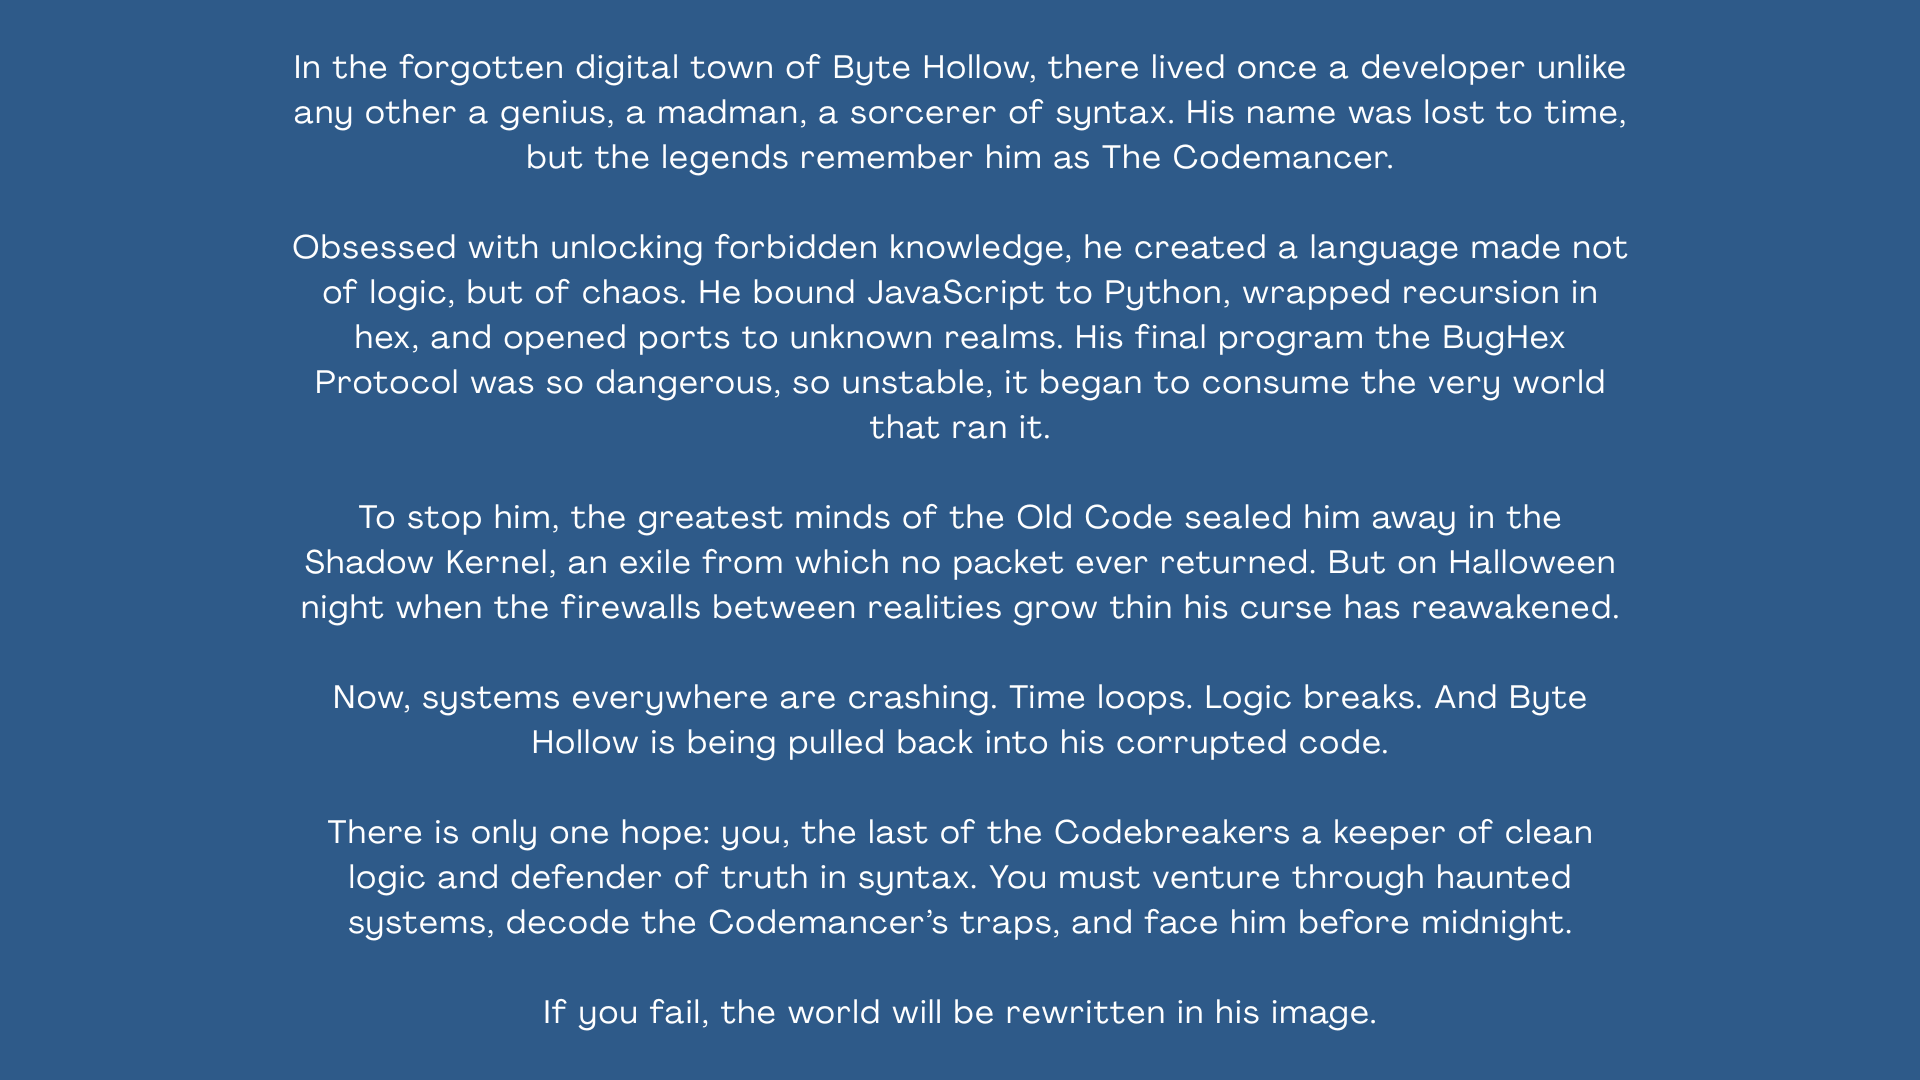 In the forgotten digital town of Byte Hollow, there lived once a developer unlike
any other a genius, a madman, a sorcerer of syntax. His name was lost to time,
but the legends remember him as The Codemancer.
Obsessed with unlocking forbidden knowledge, he created a language made not
of logic, but of chaos. He bound JavaScript to Python, wrapped recursion in
hex, and opened ports to unknown realms. His final program the BugHex
Protocol was so dangerous, so unstable, it began to consume the very world
that ran it.
To stop him, the greatest minds of the Old Code sealed him away in the
Shadow Kernel, an exile from which no packet ever returned. But on Halloween
night when the firewalls between realities grow thin his curse has reawakened.
Now, systems everywhere are crashing. Time loops. Logic breaks. And Byte
Hollow is being pulled back into his corrupted code.
There is only one hope: you, the last of the Codebreakers a keeper of clean
logic and defender of truth in syntax. You must venture through haunted
systems, decode the Codemancer’s traps, and face him before midnight.
If you fail, the world will be rewritten in his image.